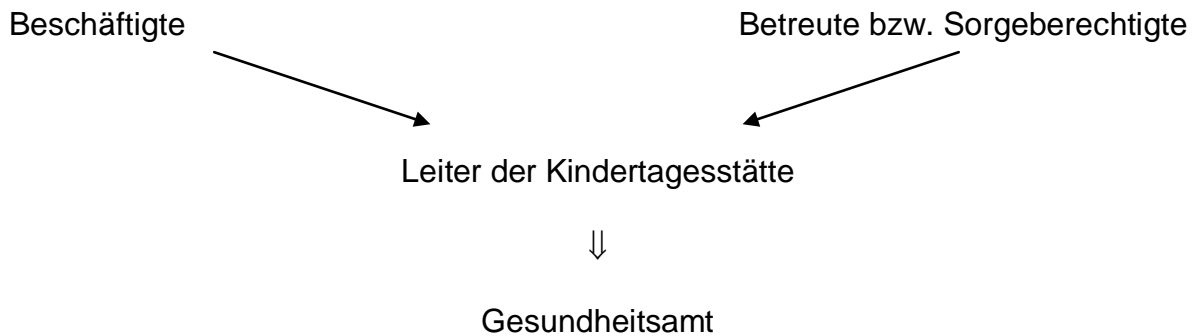 Beschäftigte Betreute bzw. Sorgeberechtigte
Leiter der Kindertagesstätte
⇓
Gesundheitsamt